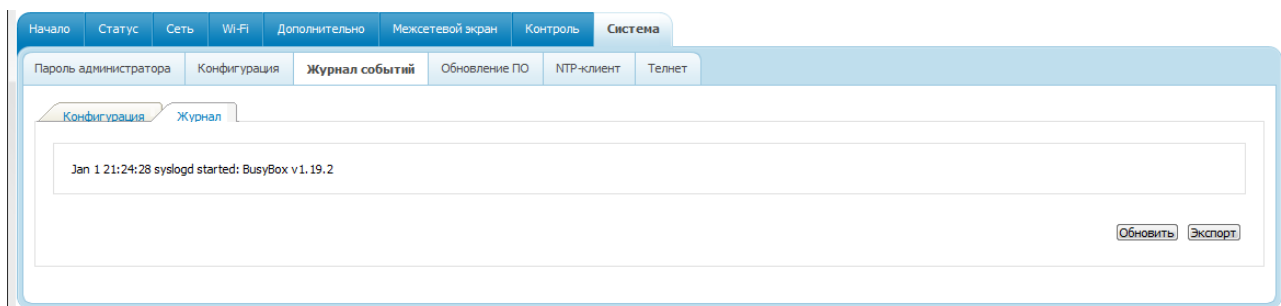 Начало Статус Сеть Wi-Fi Дополнительно Межсетевой экран Контроль Система
Пароль администратора Конфигурация Журнал событий Обновление ПО NTP-клиент Телнет
Конфигурация Журнал
Jan 1 21:24:28 syslogd started: BusyBox v1.19.2
Обновить Экспорт